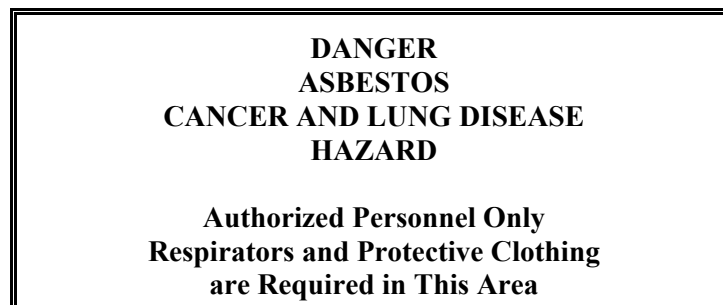 DANGER
ASBESTOS
CANCER AND LUNG DISEASE
HAZARD
Authorized Personnel Only
Respirators and Protective Clothing
are Required in This Area